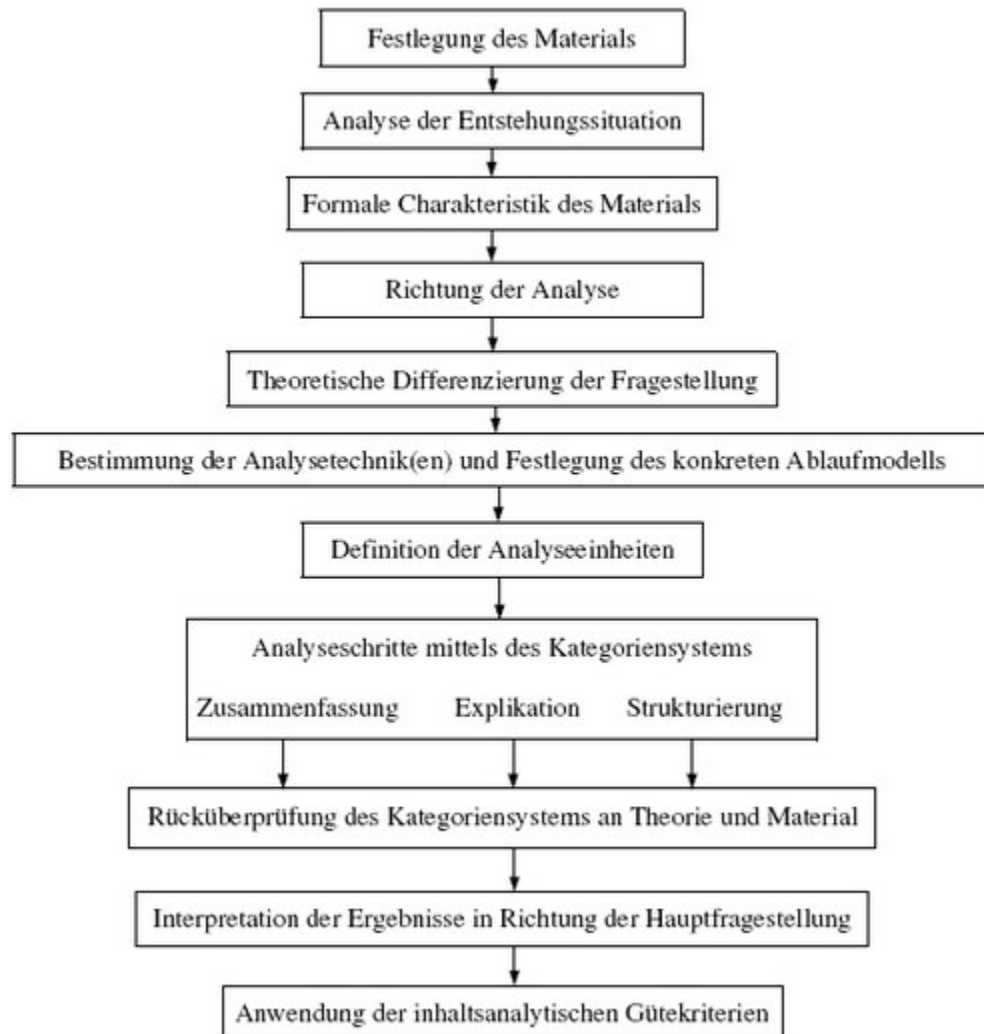 Festlegung des Materials
Analyse der Entstehungssituation
Formale Charakteristik des Materials
Richtung der Analyse
Theoretische Differenzierung der Fragestellung
Bestimmung der Analysetechnik(en) und Festlegung des konkreten Ablaufmodells
Definition der Analyseeinheiten
Analyseschritte mittels des Kategoriensystems
Zusammenfassung Explikation Strukturierung
Rücküberprüfung des Kategoriensystems an Theorie und Material
Interpretation der Ergebnisse in Richtung der Hauptfragestellung
Anwendung der inhaltsanalytischen Gütekriterien